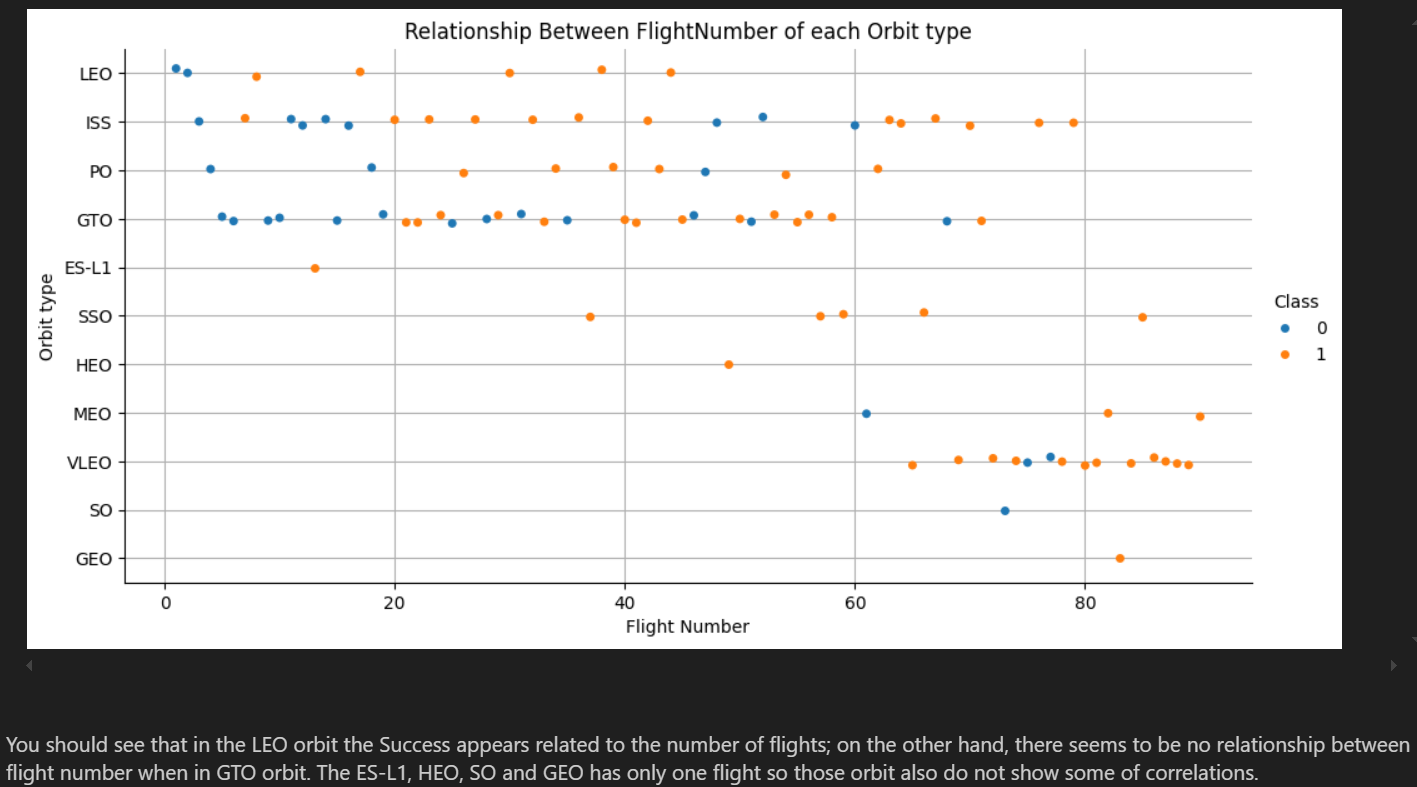 Relationship Between FlightNumber of each Orbit type
LEO
ISS
PO
GTO
ES-L1
SSO
HEO
MEO
VLEO
SO
GEO
Orbit type
0 20 40 60 80
Flight Number
Class
0
1
You should see that in the LEO orbit the Success appears related to the number of flights; on the other hand, there seems to be no relationship between
flight number when in GTO orbit. The ES-L1, HEO, SO and GEO has only one flight so those orbit also do not show some of correlations.